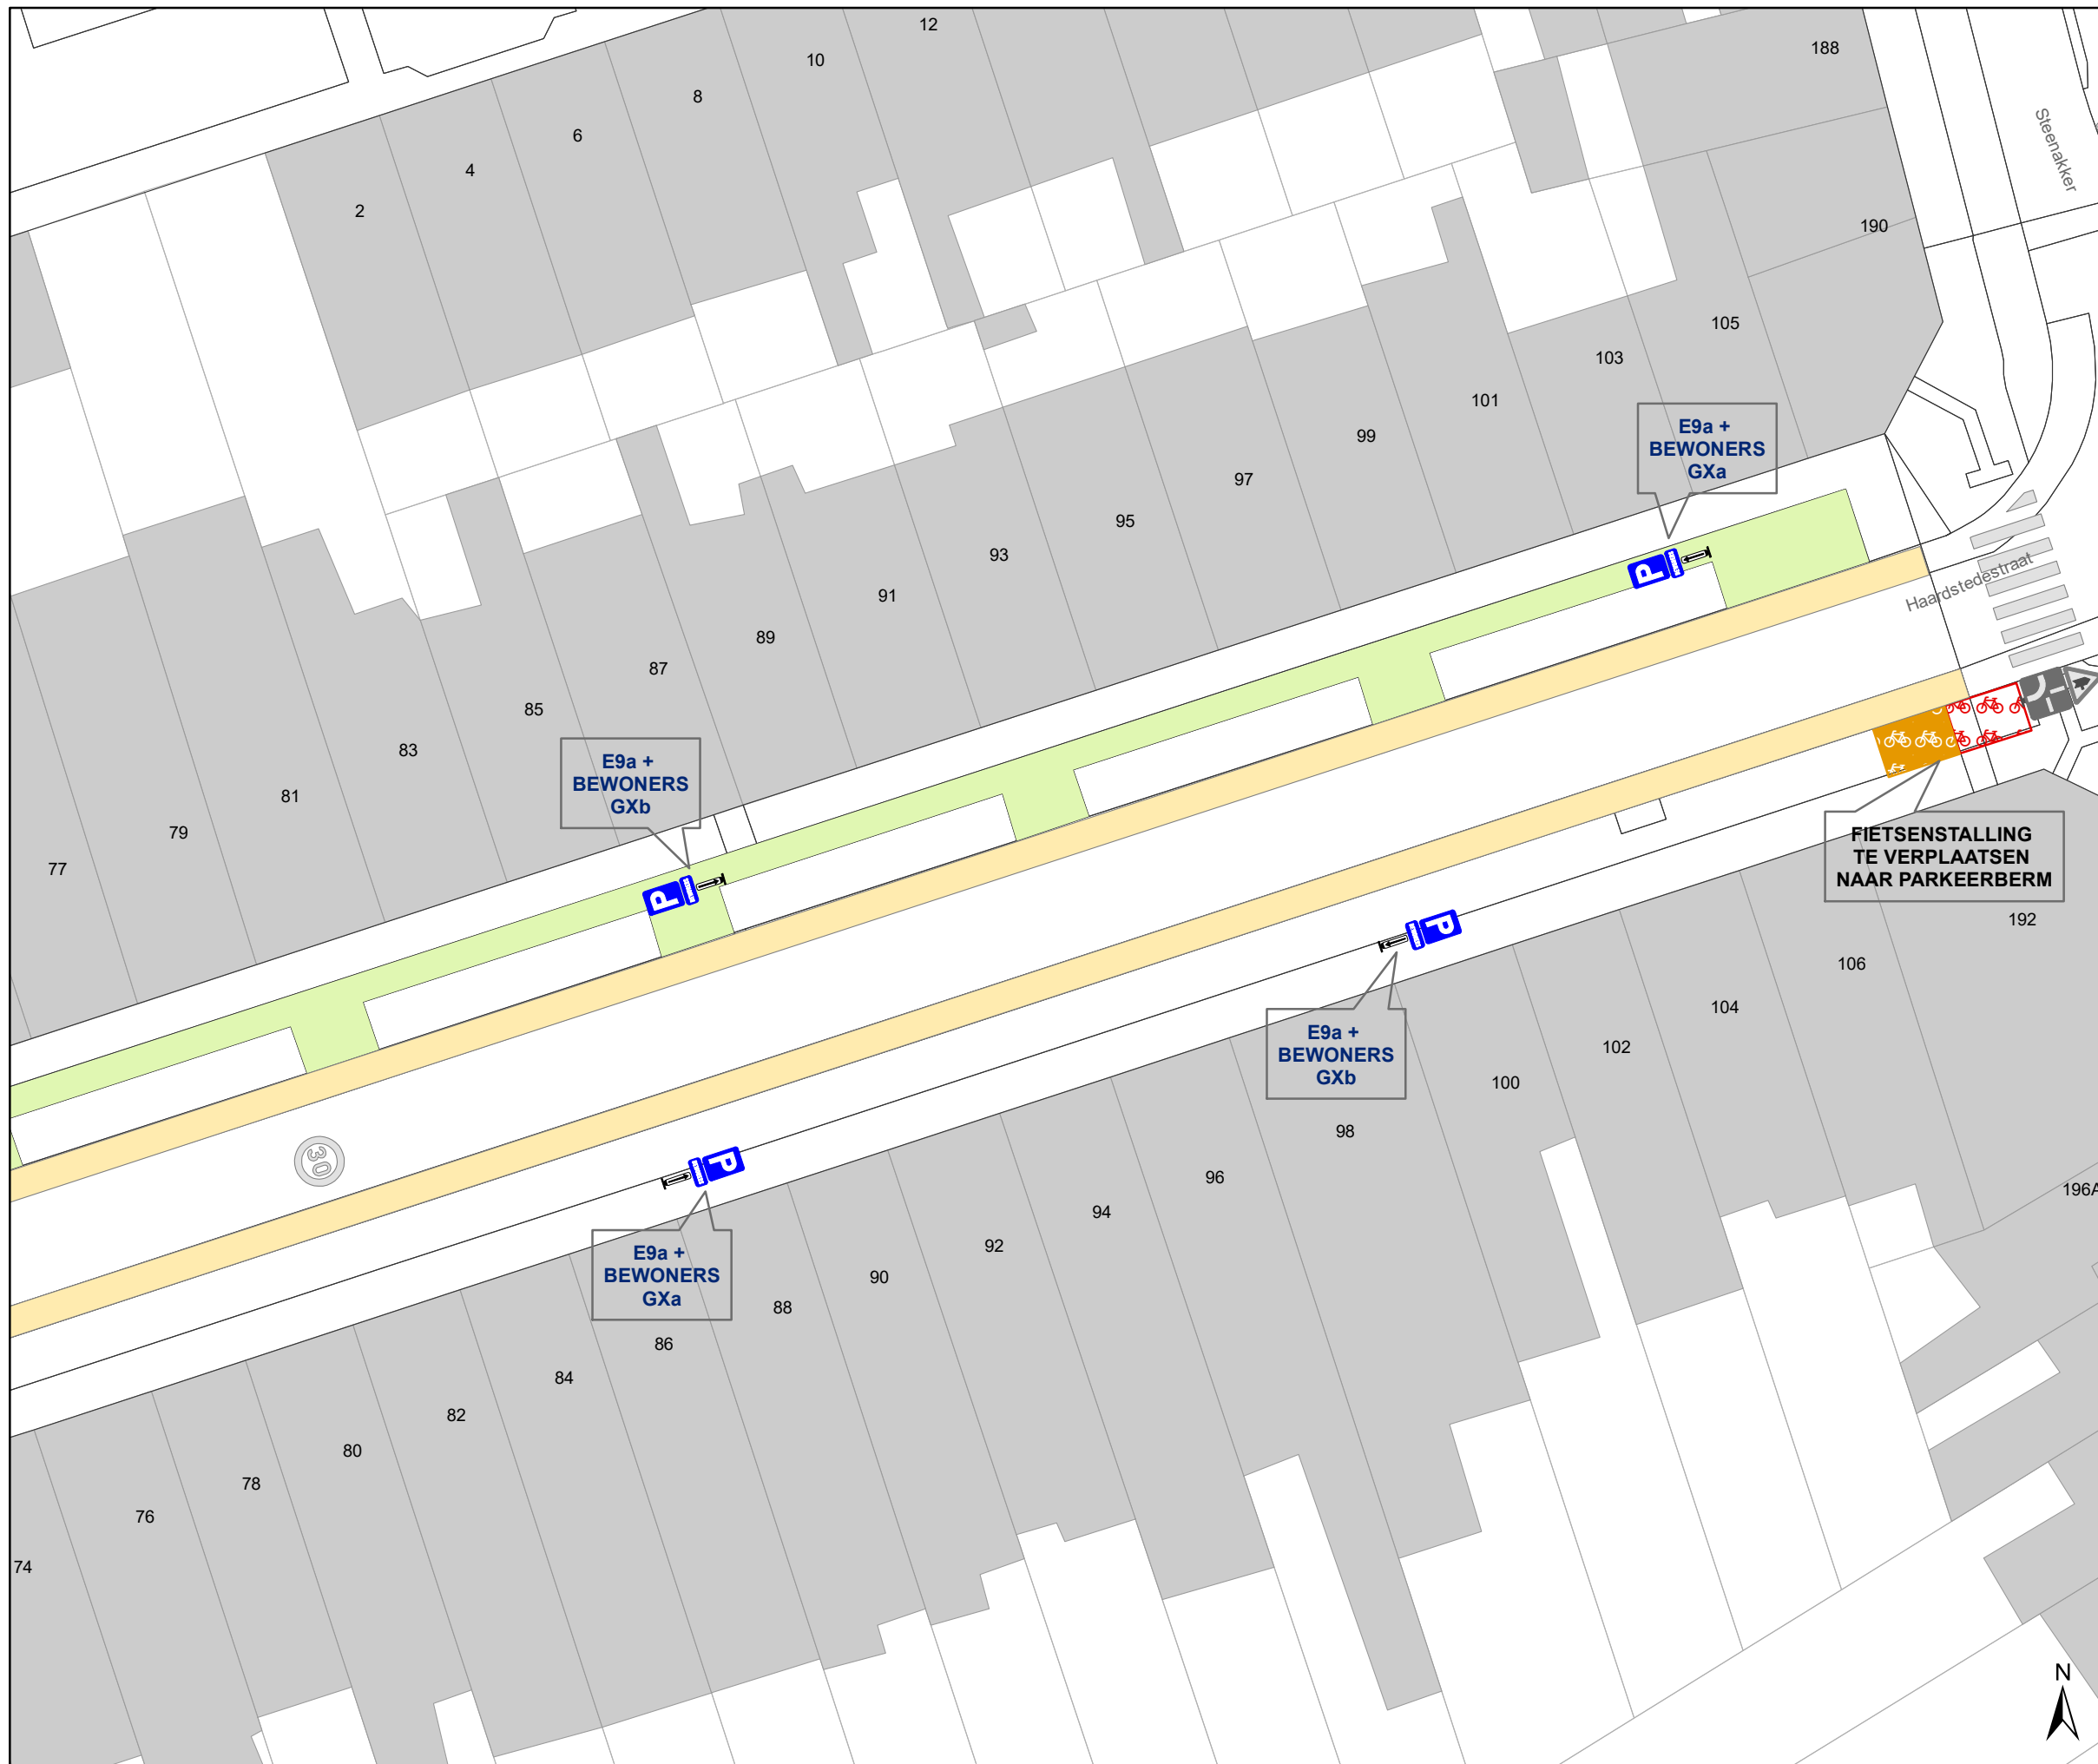 12
10
188
8
6
4
2
Steenakker
190
105
103
101
99
97
95
93
91
89
87
85
83
81
79
77
E9a +
BEWONERS
GXa
P
Haardstedestraat
E9a +
BEWONERS
GXb
P
FIETSENSTALLING
TE VERPLAATSEN
NAAR PARKEERBERM
192
P
E9a +
BEWONERS
GXb
106
104
102
100
98
96
94
92
90
88
86
84
82
80
78
76
74
196A
30
P
E9a +
BEWONERS
GXa
N